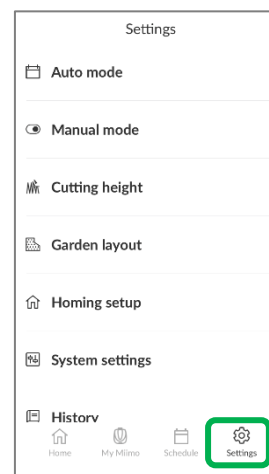 Settings
Auto mode
Manual mode
Cutting height
Garden layout
Homing setup
System settings
History
Home My Miimo Schedule Settings